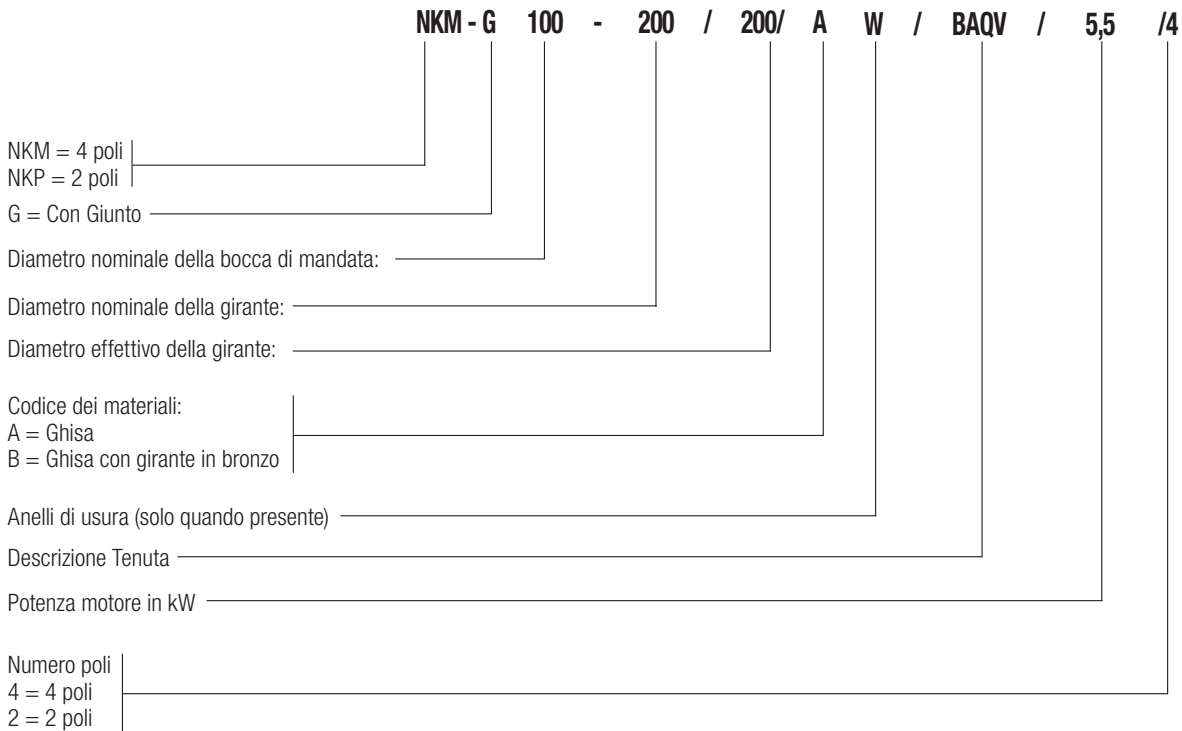 NKM - G 100 - 200 / 200/ A W / BAQV / 5,5 /4
NKM = 4 poli
NKP = 2 poli
G = Con Giunto
Diametro nominale della bocca di mandata:
Diametro nominale della girante:
Diametro effettivo della girante:
Codice dei materiali:
A = Ghisa
B = Ghisa con girante in bronzo
Anelli di usura (solo quando presente)
Descrizione Tenuta
Potenza motore in kW
Numero poli
4 = 4 poli
2 = 2 poli